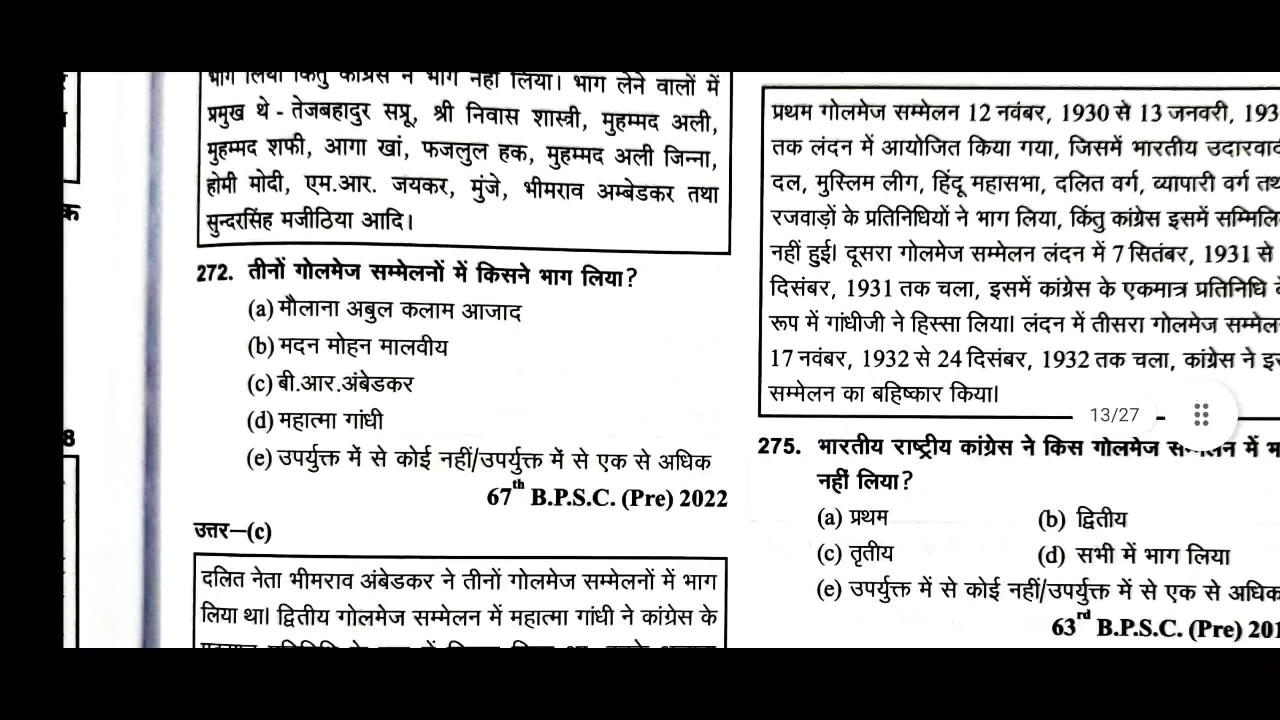 भाग लिया किंतु कांग्रेस ने भाग नहीं लिया। भाग लेने वालों में
प्रमुख थे - तेजबहादुर सप्रू, श्री निवास शास्त्री, मुहम्मद अली,
मुहम्मद शफी, आगा खां, फजलुल हक, मुहम्मद अली जिन्ना,
होमी मोदी, एम.आर. जयकर, मुंजे, भीमराव अम्बेडकर तथा
सुन्दरसिंह मजीठिया आदि।
272. तीनों गोलमेज सम्मेलनों में किसने भाग लिया?
(a) मौलाना अबुल कलाम आजाद
(b) मदन मोहन मालवीय
(c) बी.आर.अंबेडकर
(d) महात्मा गांधी
(e) उपर्युक्त में से कोई नहीं/उपर्युक्त में से एक से अधिक
67th B.P.S.C. (Pre) 2022
उत्तर—(c)
दलित नेता भीमराव अंबेडकर ने तीनों गोलमेज सम्मेलनों में भाग
लिया था। द्वितीय गोलमेज सम्मेलन में महात्मा गांधी ने कांग्रेस के
प्रथम गोलमेज सम्मेलन 12 नवंबर, 1930 से 13 जनवरी, 193
तक लंदन में आयोजित किया गया, जिसमें भारतीय
दल, मुस्लिम लीग, हिंदू महासभा, दलित वर्ग, व्यापारी वर्ग
रजवाड़ों के प्रतिनिधियों ने भाग लिया, किंतु कांग्रेस इसमें
नहीं हुई। दूसरा गोलमेज सम्मेलन लंदन में 7 सितंबर, 1931 से
दिसंबर, 1931 तक चला, इसमें कांग्रेस के एकमात्र प्रतिनिधि
रूप में गांधीजी ने हिस्सा लिया। लंदन में तीसरा गोलमेज
17 नवंबर, 1932 से 24 दिसंबर, 1932 तक चला, कांग्रेस ने
सम्मेलन का बहिष्कार किया।
13/27
275. भारतीय राष्ट्रीय कांग्रेस ने किस गोलमेज में
नहीं लिया?
(a) प्रथम (b) द्वितीय
(c) तृतीय (d) सभी में भाग लिया
(e) उपर्युक्त में से कोई नहीं/उपर्युक्त में से एक से अधिक
63rd B.P.S.C. (Pre) 201